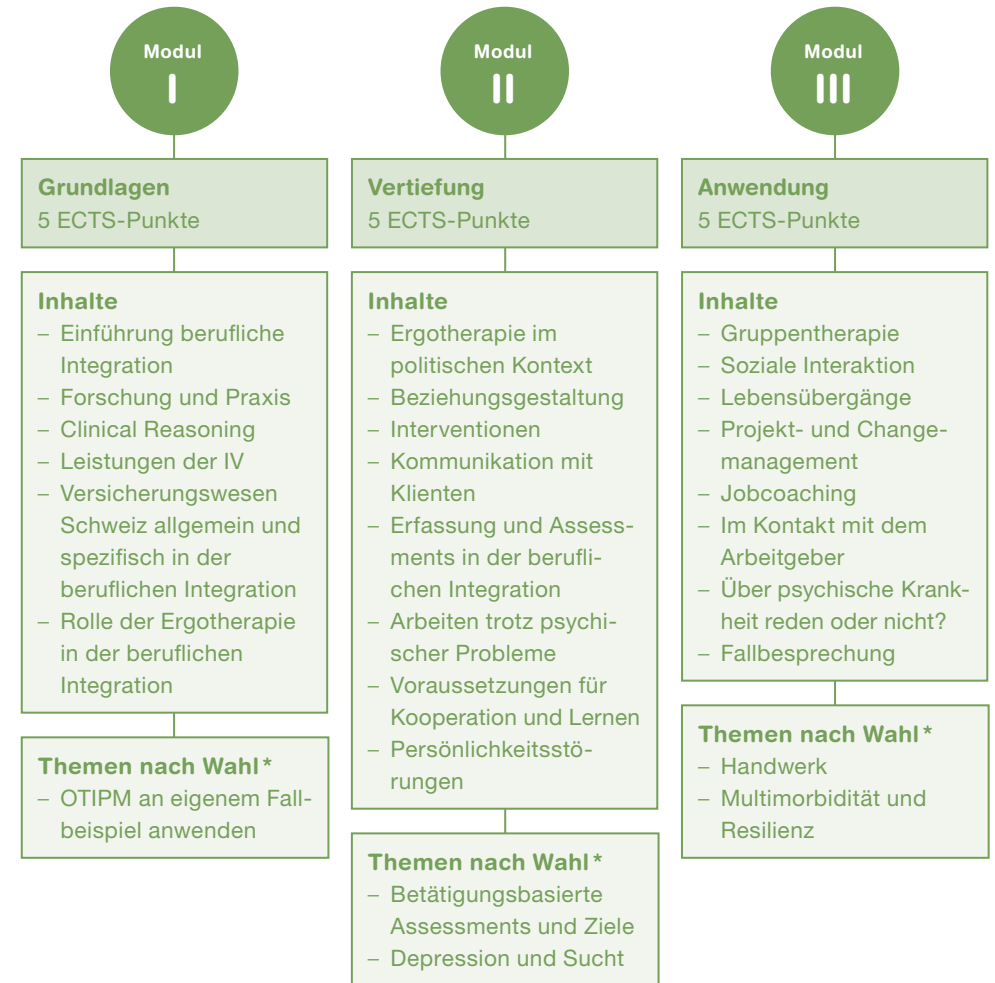 Modul
I
Grundlagen
5 ECTS-Punkte
Inhalte
– Einführung berufliche
Integration
– Forschung und Praxis
– Clinical Reasoning
– Leistungen der IV
– Versicherungswesen
Schweiz allgemein und
spezifisch in der
beruflichen Integration
– Rolle der Ergotherapie
in der beruflichen
Integration
Themen nach Wahl*
– OTIPM an eigenem Fall-
beispiel anwenden
Modul
II
Vertiefung
5 ECTS-Punkte
Inhalte
– Ergotherapie im
politischen Kontext
– Beziehungsgestaltung
– Interventionen
– Kommunikation mit
Klienten
– Erfassung und Assess-
ments in der berufli-
chen Integration
– Arbeiten trotz psychi-
scher Probleme
– Voraussetzungen für
Kooperation und Lernen
– Persönlichkeitsstö-
rungen
Themen nach Wahl*
– Betätigungsbasierte
Assessments und Ziele
– Depression und Sucht
Modul
III
Anwendung
5 ECTS-Punkte
Inhalte
– Gruppentherapie
– Soziale Interaktion
– Lebensübergänge
– Projekt- und Change-
management
– Jobcoaching
– Im Kontakt mit dem
Arbeitgeber
– Über psychische Krank-
heit reden oder nicht?
– Fallbesprechung
Themen nach Wahl*
– Handwerk
– Multimorbidität und
Resilienz